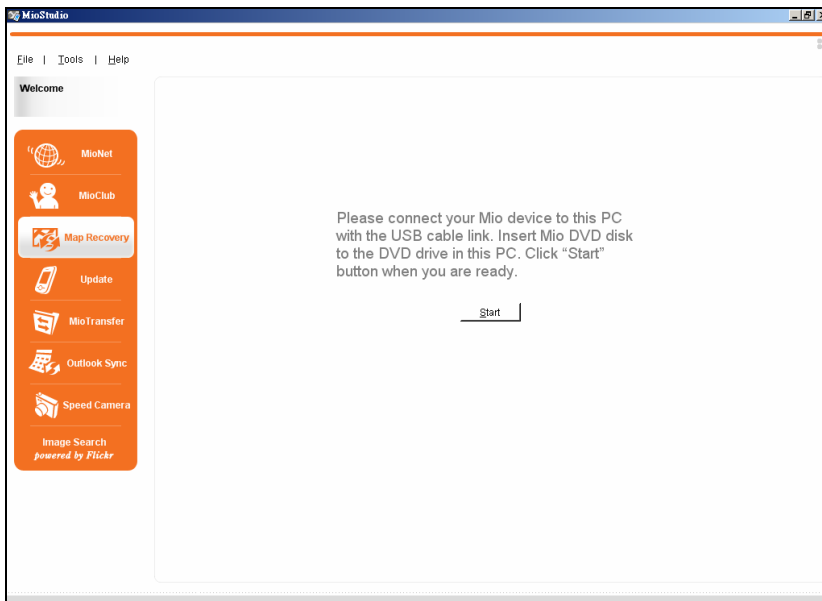 MioStudio
File | Tools | Help
Welcome
MioNet
MioClub
Map Recovery
Update
MioTransfer
Outlook Sync
Speed Camera
Image Search
powered by Flickr
Please connect your Mio device to this PC
with the USB cable link. Insert Mio DVD disk
to the DVD drive in this PC. Click “Start”
button when you are ready.
Start